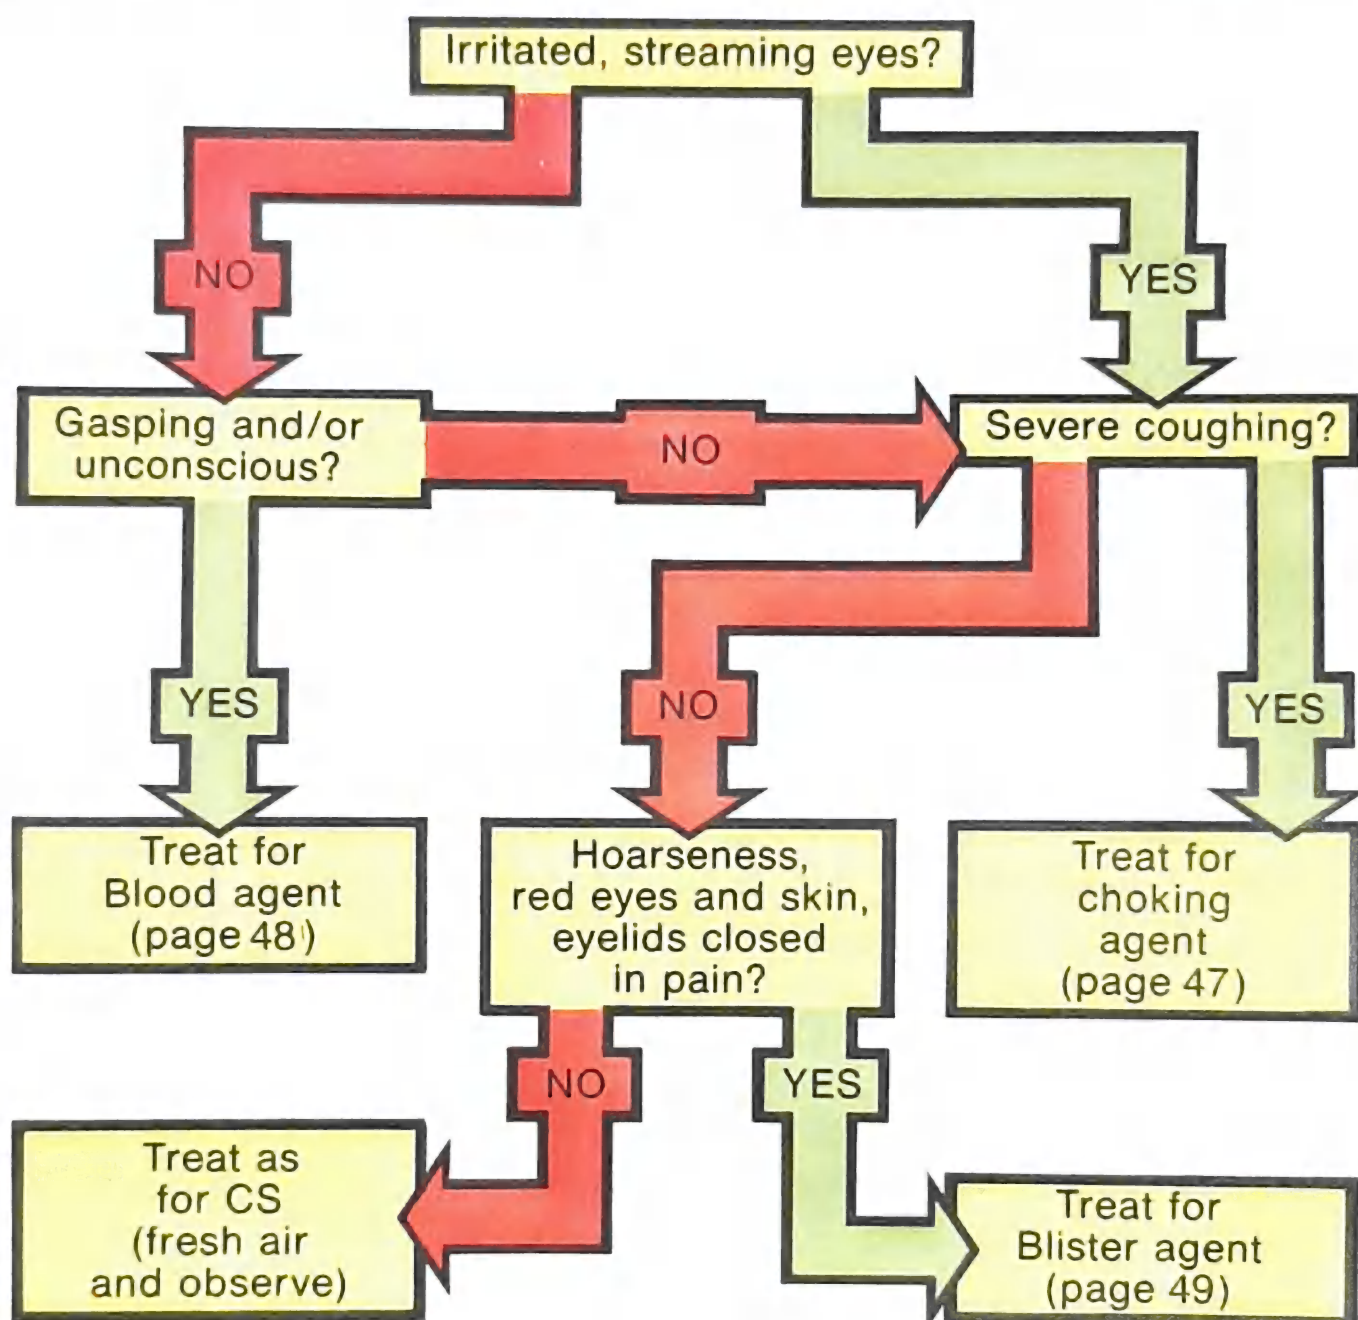 Irritated, streaming eyes?
NO
YES
Gasping and/or
unconscious?
NO
Severe coughing?
YES
NO
YES
Treat for
Blood agent
(page 48)
Hoarseness,
red eyes and skin,
eyelids closed
in pain?
Treat for
choking
agent
(page 47)
NO
YES
Treat as
for CS
(fresh air
and observe)
Treat for
Blister agent
(page 49)